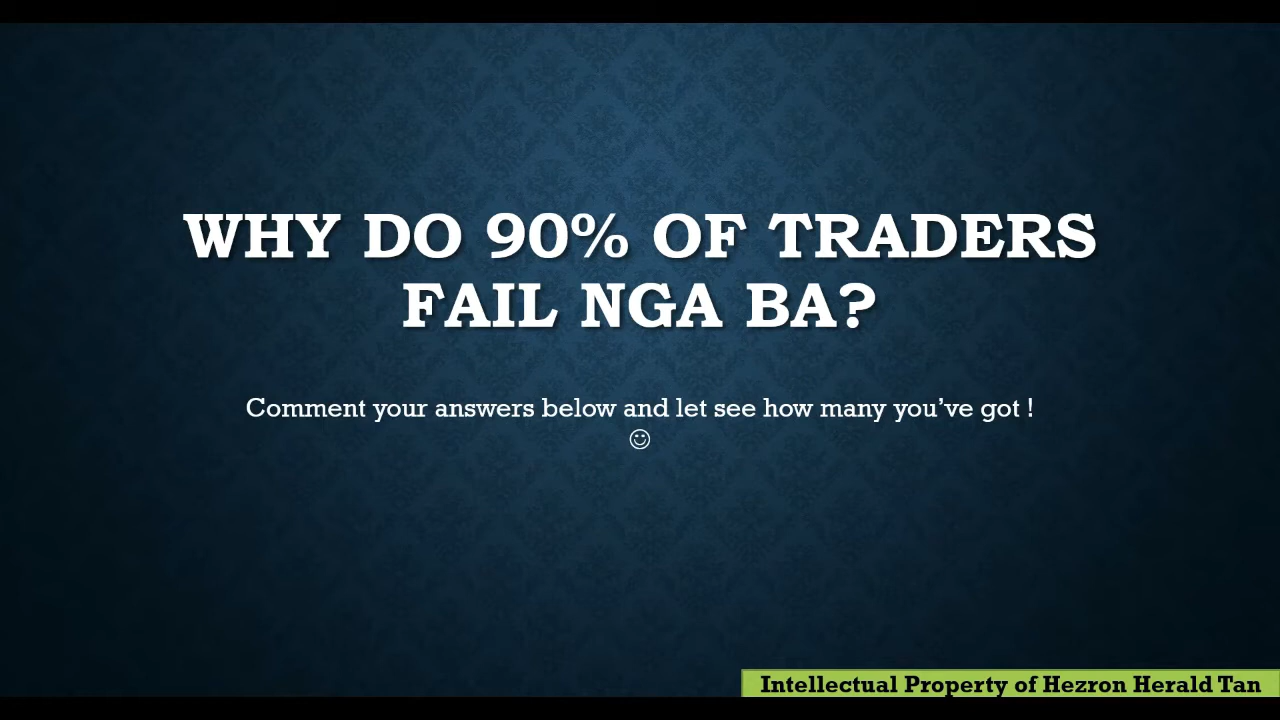 WHY DO 90% OF TRADERS
FAIL NGA BA?
Comment your answers below and let see how many you’ve got !
☺
Intellectual Property of Hezron Herald Tan